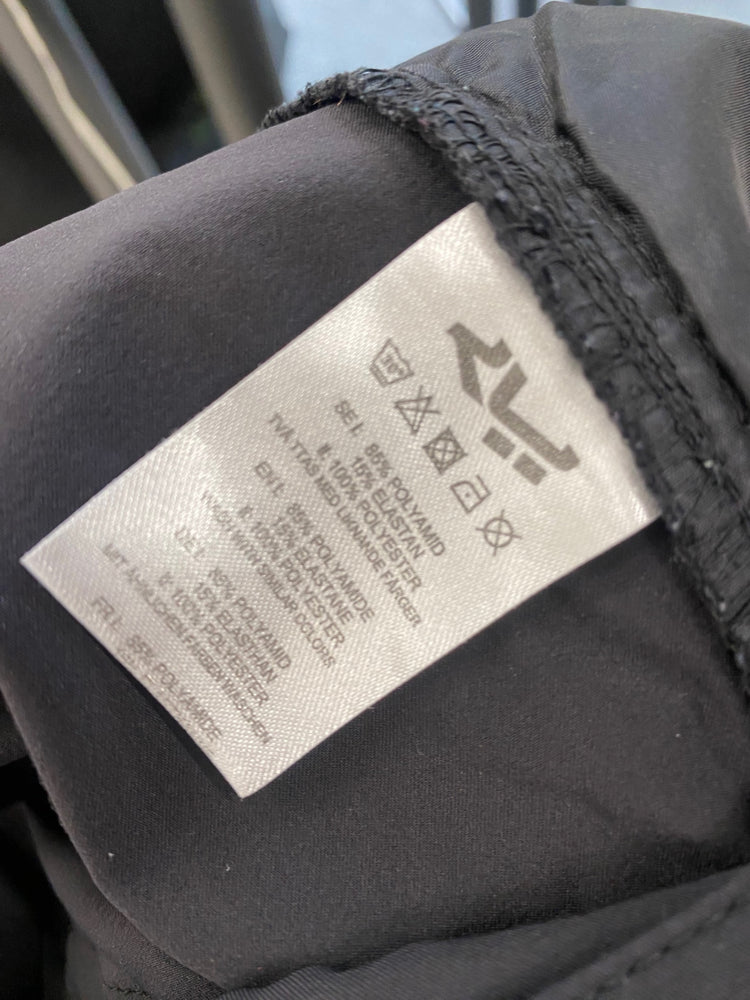 SE I: 85% POLYAMID
15% ELASTAN
II: 100% POLYESTER
TVÄTTAS MED LIKNANDE FÄRGER
EN I: 85% POLYAMIDE
15% ELASTANE
II: 100% POLYESTER
WASH WITH SIMILAR COLORS
DE I: 85% POLYAMID
15% ELASTHAN
II: 100% POLYESTER
MIT ÄHNLICHEN FARBEN WASCHEN
FR I: 85% POLYAMIDE